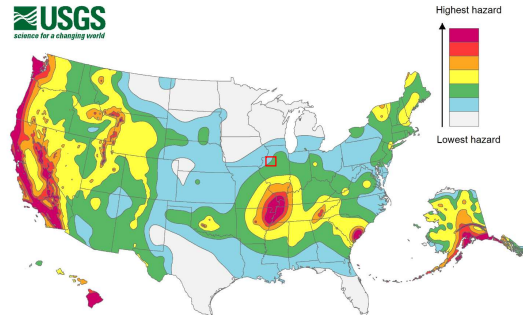 USGS
science for a changing world
Highest hazard
Lowest hazard